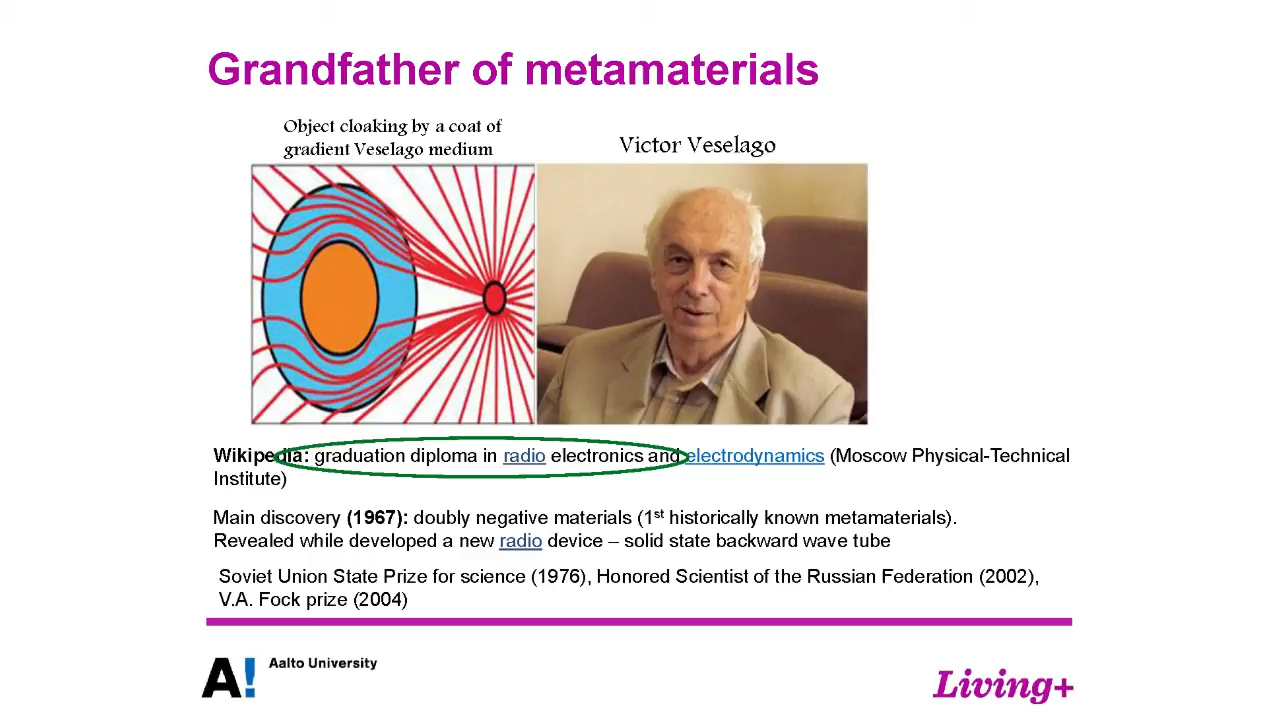 Grandfather of metamaterials
Object cloaking by a coat of
gradient Veselago medium
Victor Veselago
Wikipedia: graduation diploma in radio electronics and electrodynamics (Moscow Physical-Technical
Institute)
Main discovery (1967): doubly negative materials (1st historically known metamaterials).
Revealed while developed a new radio device – solid state backward wave tube
Soviet Union State Prize for science (1976), Honored Scientist of the Russian Federation (2002),
V.A. Fock prize (2004)
A! Aalto University
Living+